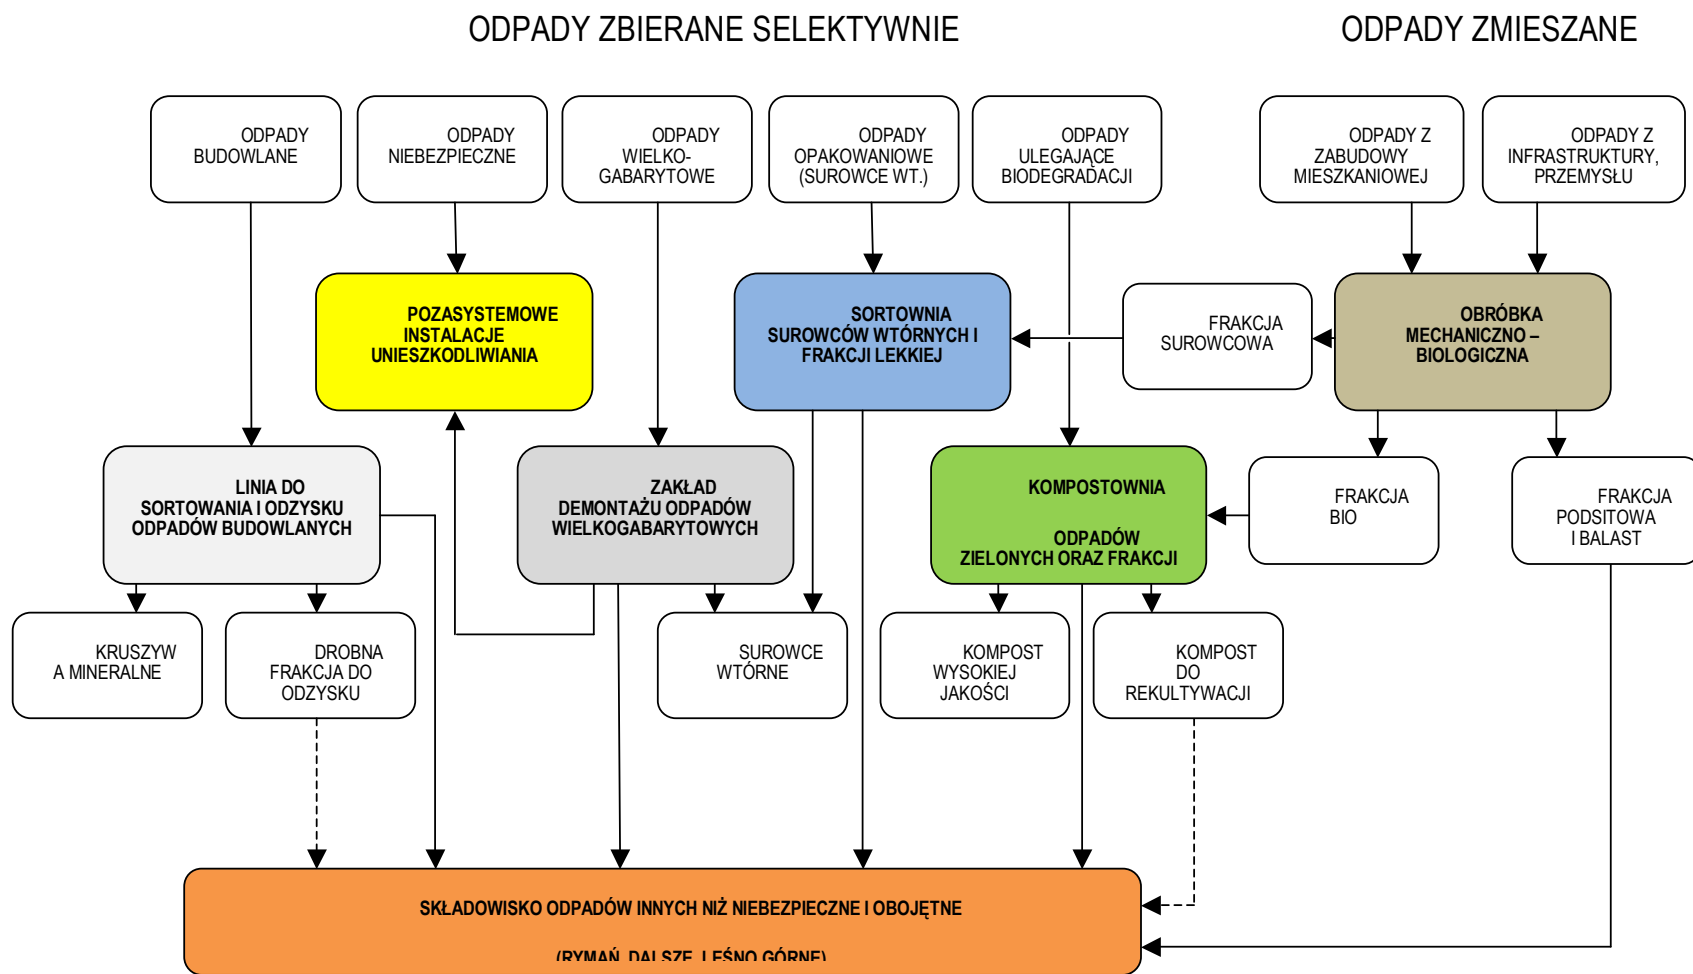 ODPADY ZBIERANE SELEKTYWNIE
ODPADY ZMIESZANE
ODPADY
BUDOWLANE
ODPADY
NIEBEZPIECZNE
ODPADY
WIELKO-
GABARYTOWE
ODPADY
OPAKOWANIOWE
(SUROWCE WT.)
ODPADY
ULEGAJĄCE
BIODEGRADACJI
ODPADY Z
ZABUDOWY
MIESZKANIOWEJ
ODPADY Z
INFRASTRUKTURY,
PRZEMYSŁU
POZASYSTEMOWE
INSTALACJE
UNIESZKODLIWIANIA
SORTOWNIA
SUROWCÓW WTÓRNYCH I
FRAKCJI LEKKIEJ
FRAKCJA
SUROWCOWA
OBRÓBKA
MECHANICZNO –
BIOLOGICZNA
LINIA DO
SORTOWANIA I ODZYSKU
ODPADÓW BUDOWLANYCH
ZAKŁAD
DEMONTAŻU ODPADÓW
WIELKOGABARYTOWYCH
KOMPOSTOWNIA
ODPADÓW
ZIELONYCH ORAZ FRAKCJI
FRAKCJA
BIO
FRAKCJA
PODSITOWA
I BALAST
KRUSZYW
A MINERALNE
DROBNA
FRAKCJA DO
ODZYSKU
SUROWCE
WTÓRNE
KOMPOST
WYSOKIEJ
JAKOŚCI
KOMPOST
DO
REKULTYWACJI
SKŁADOWISKO ODPADÓW INNYCH NIŻ NIEBEZPIECZNE I OBOJĘTNE
(RYMAŃ, DALSZE, LEŚNO GÓRNE)